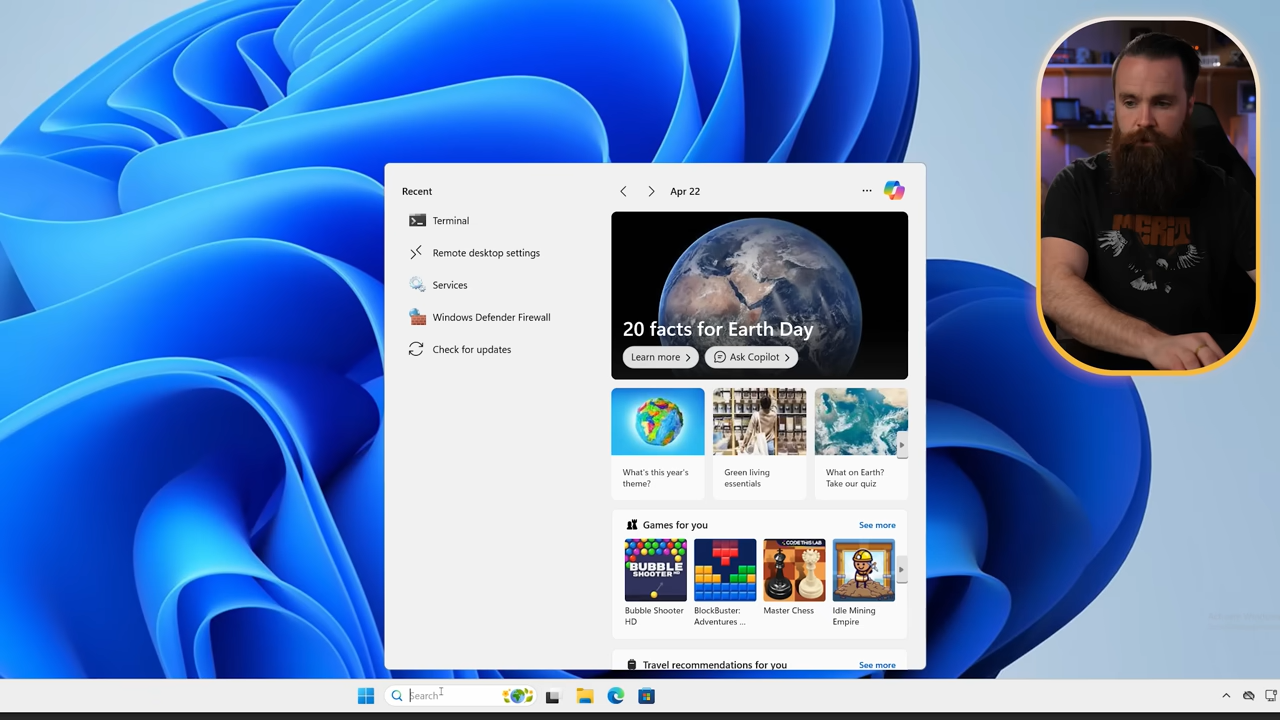 Recent
Terminal
Remote desktop settings
Services
Windows Defender Firewall
Check for updates
Apr 22
20 facts for Earth Day
Learn more
Ask Copilot
What's this year's
theme?
Green living
essentials
What on Earth?
Take our quiz
Games for you
See more
BUBBLE
SHOOTER HD
CODETHISLAB
Bubble Shooter
HD
BlockBuster:
Adventures ...
Master Chess
Idle Mining
Empire
Travel recommendations for you
See more
Search
MERIT